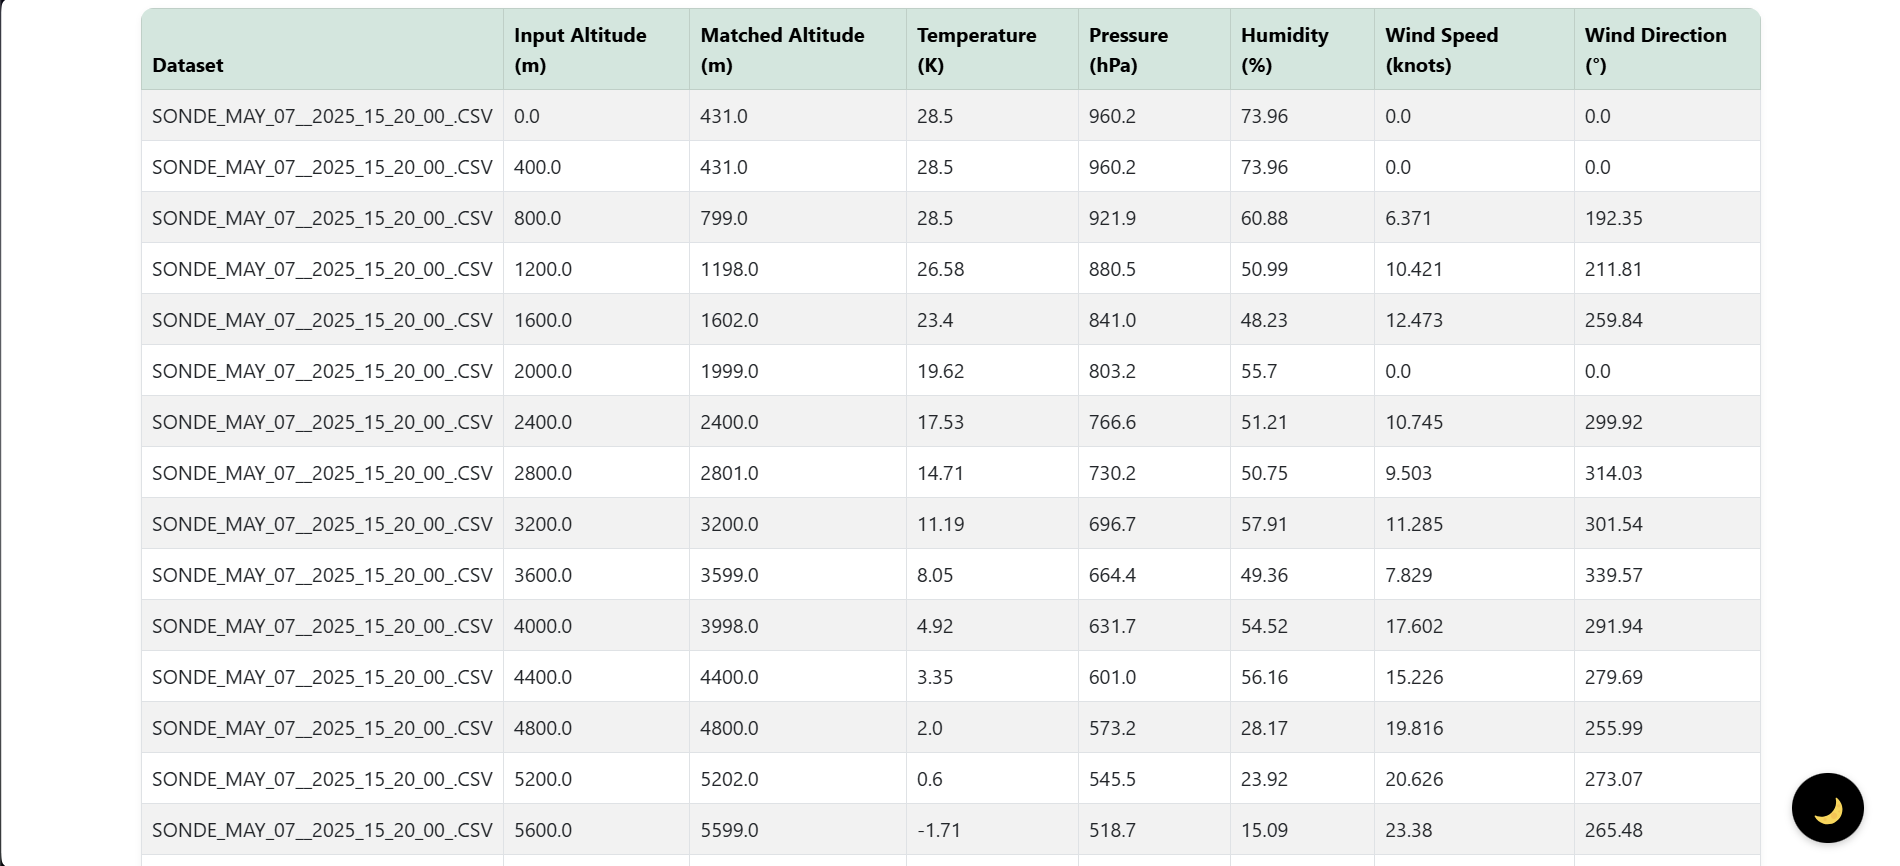 Dataset Input Altitude (m) Matched Altitude (m) Temperature (K) Pressure (hPa) Humidity (%) Wind Speed (knots) Wind Direction (°)
SONDE_MAY_07__2025_15_20_00_.CSV 0.0 431.0 28.5 960.2 73.96 0.0 0.0
SONDE_MAY_07__2025_15_20_00_.CSV 400.0 431.0 28.5 960.2 73.96 0.0 0.0
SONDE_MAY_07__2025_15_20_00_.CSV 800.0 799.0 28.5 921.9 60.88 6.371 192.35
SONDE_MAY_07__2025_15_20_00_.CSV 1200.0 1198.0 26.58 880.5 50.99 10.421 211.81
SONDE_MAY_07__2025_15_20_00_.CSV 1600.0 1602.0 23.4 841.0 48.23 12.473 259.84
SONDE_MAY_07__2025_15_20_00_.CSV 2000.0 1999.0 19.62 803.2 55.7 0.0 0.0
SONDE_MAY_07__2025_15_20_00_.CSV 2400.0 2400.0 17.53 766.6 51.21 10.745 299.92
SONDE_MAY_07__2025_15_20_00_.CSV 2800.0 2801.0 14.71 730.2 50.75 9.503 314.03
SONDE_MAY_07__2025_15_20_00_.CSV 3200.0 3200.0 11.19 696.7 57.91 11.285 301.54
SONDE_MAY_07__2025_15_20_00_.CSV 3600.0 3599.0 8.05 664.4 49.36 7.829 339.57
SONDE_MAY_07__2025_15_20_00_.CSV 4000.0 3998.0 4.92 631.7 54.52 17.602 291.94
SONDE_MAY_07__2025_15_20_00_.CSV 4400.0 4400.0 3.35 601.0 56.16 15.226 279.69
SONDE_MAY_07__2025_15_20_00_.CSV 4800.0 4800.0 2.0 573.2 28.17 19.816 255.99
SONDE_MAY_07__2025_15_20_00_.CSV 5200.0 5202.0 0.6 545.5 23.92 20.626 273.07
SONDE_MAY_07__2025_15_20_00_.CSV 5600.0 5599.0 -1.71 518.7 15.09 23.38 265.48